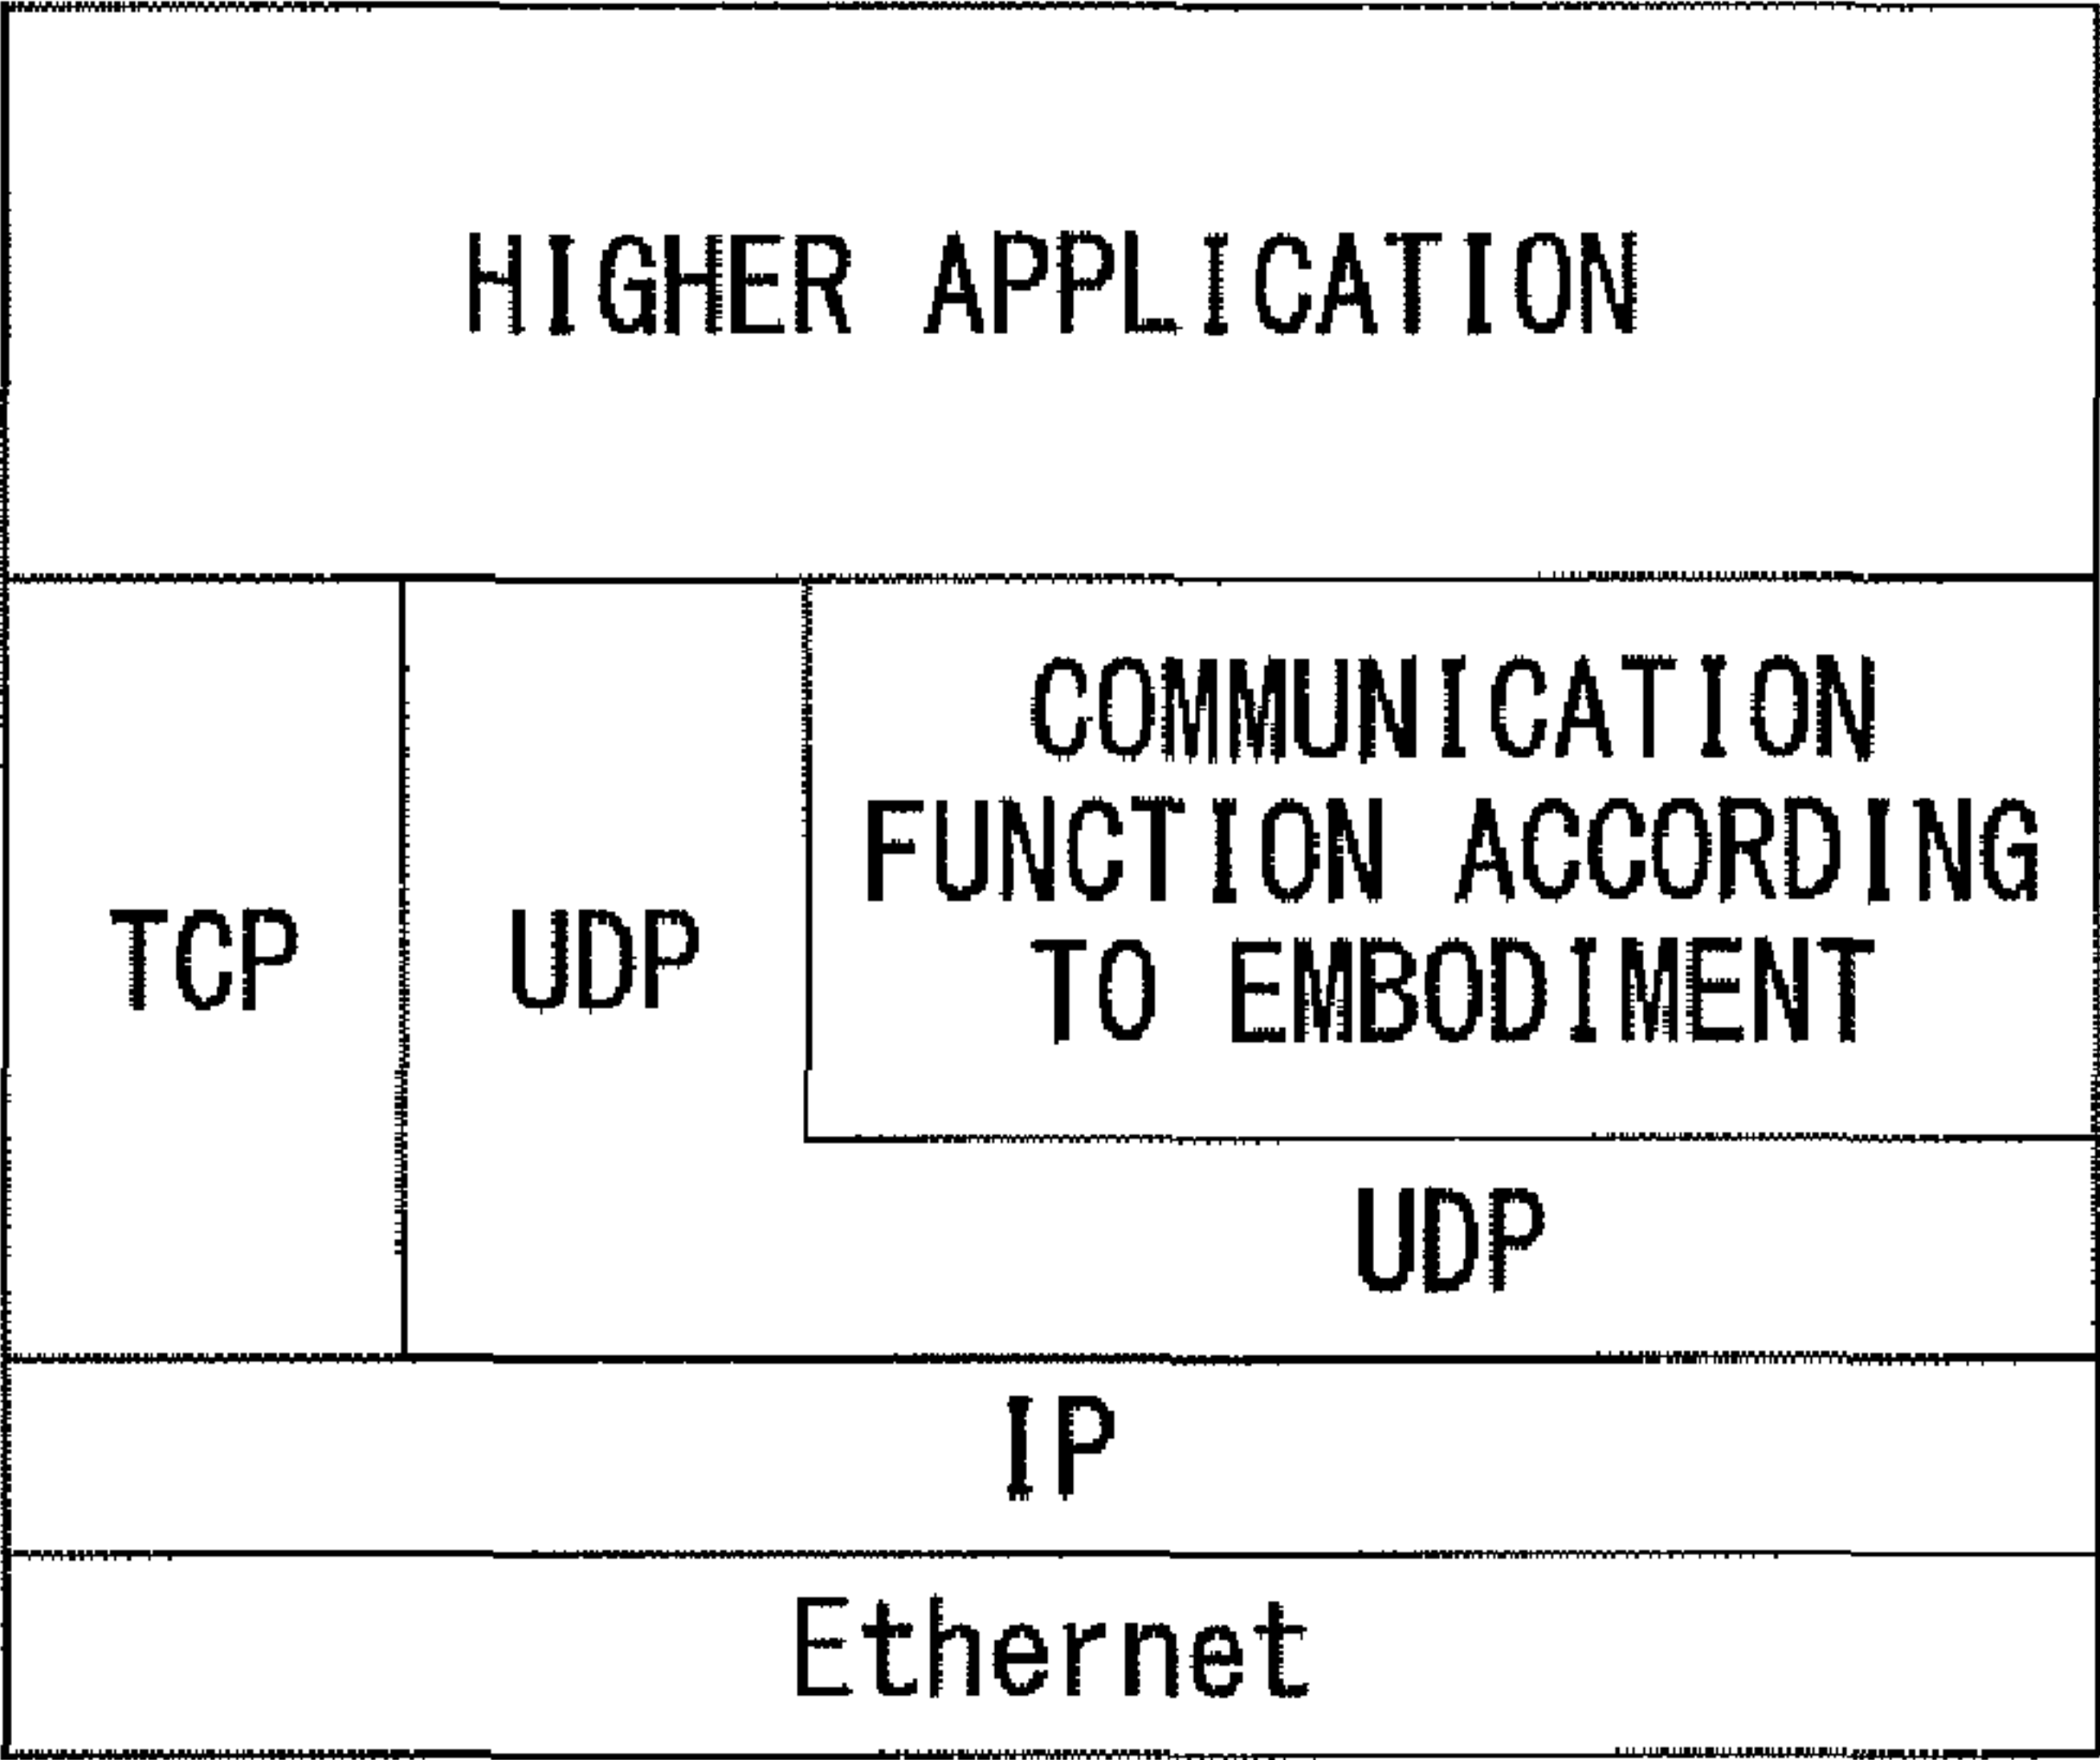 HIGHER APPLICATION
TCP
UDP
COMMUNICATION
FUNCTION ACCORDING
TO EMBODIMENT
UDP
IP
Ethernet